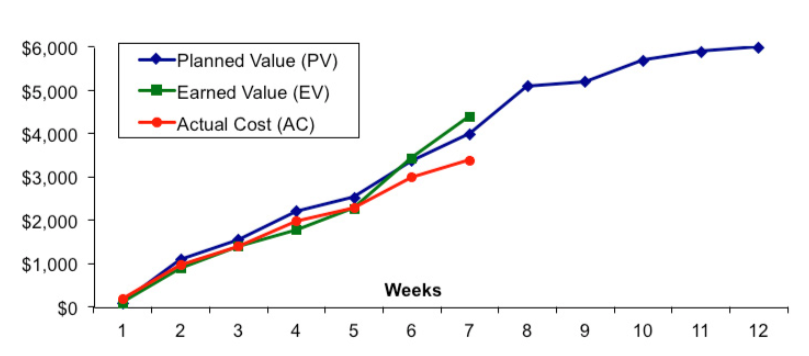 $6,000
$5,000
$4,000
$3,000
$2,000
$1,000
$0
Planned Value (PV)
Earned Value (EV)
Actual Cost (AC)
Weeks
1 2 3 4 5 6 7 8 9 10 11 12